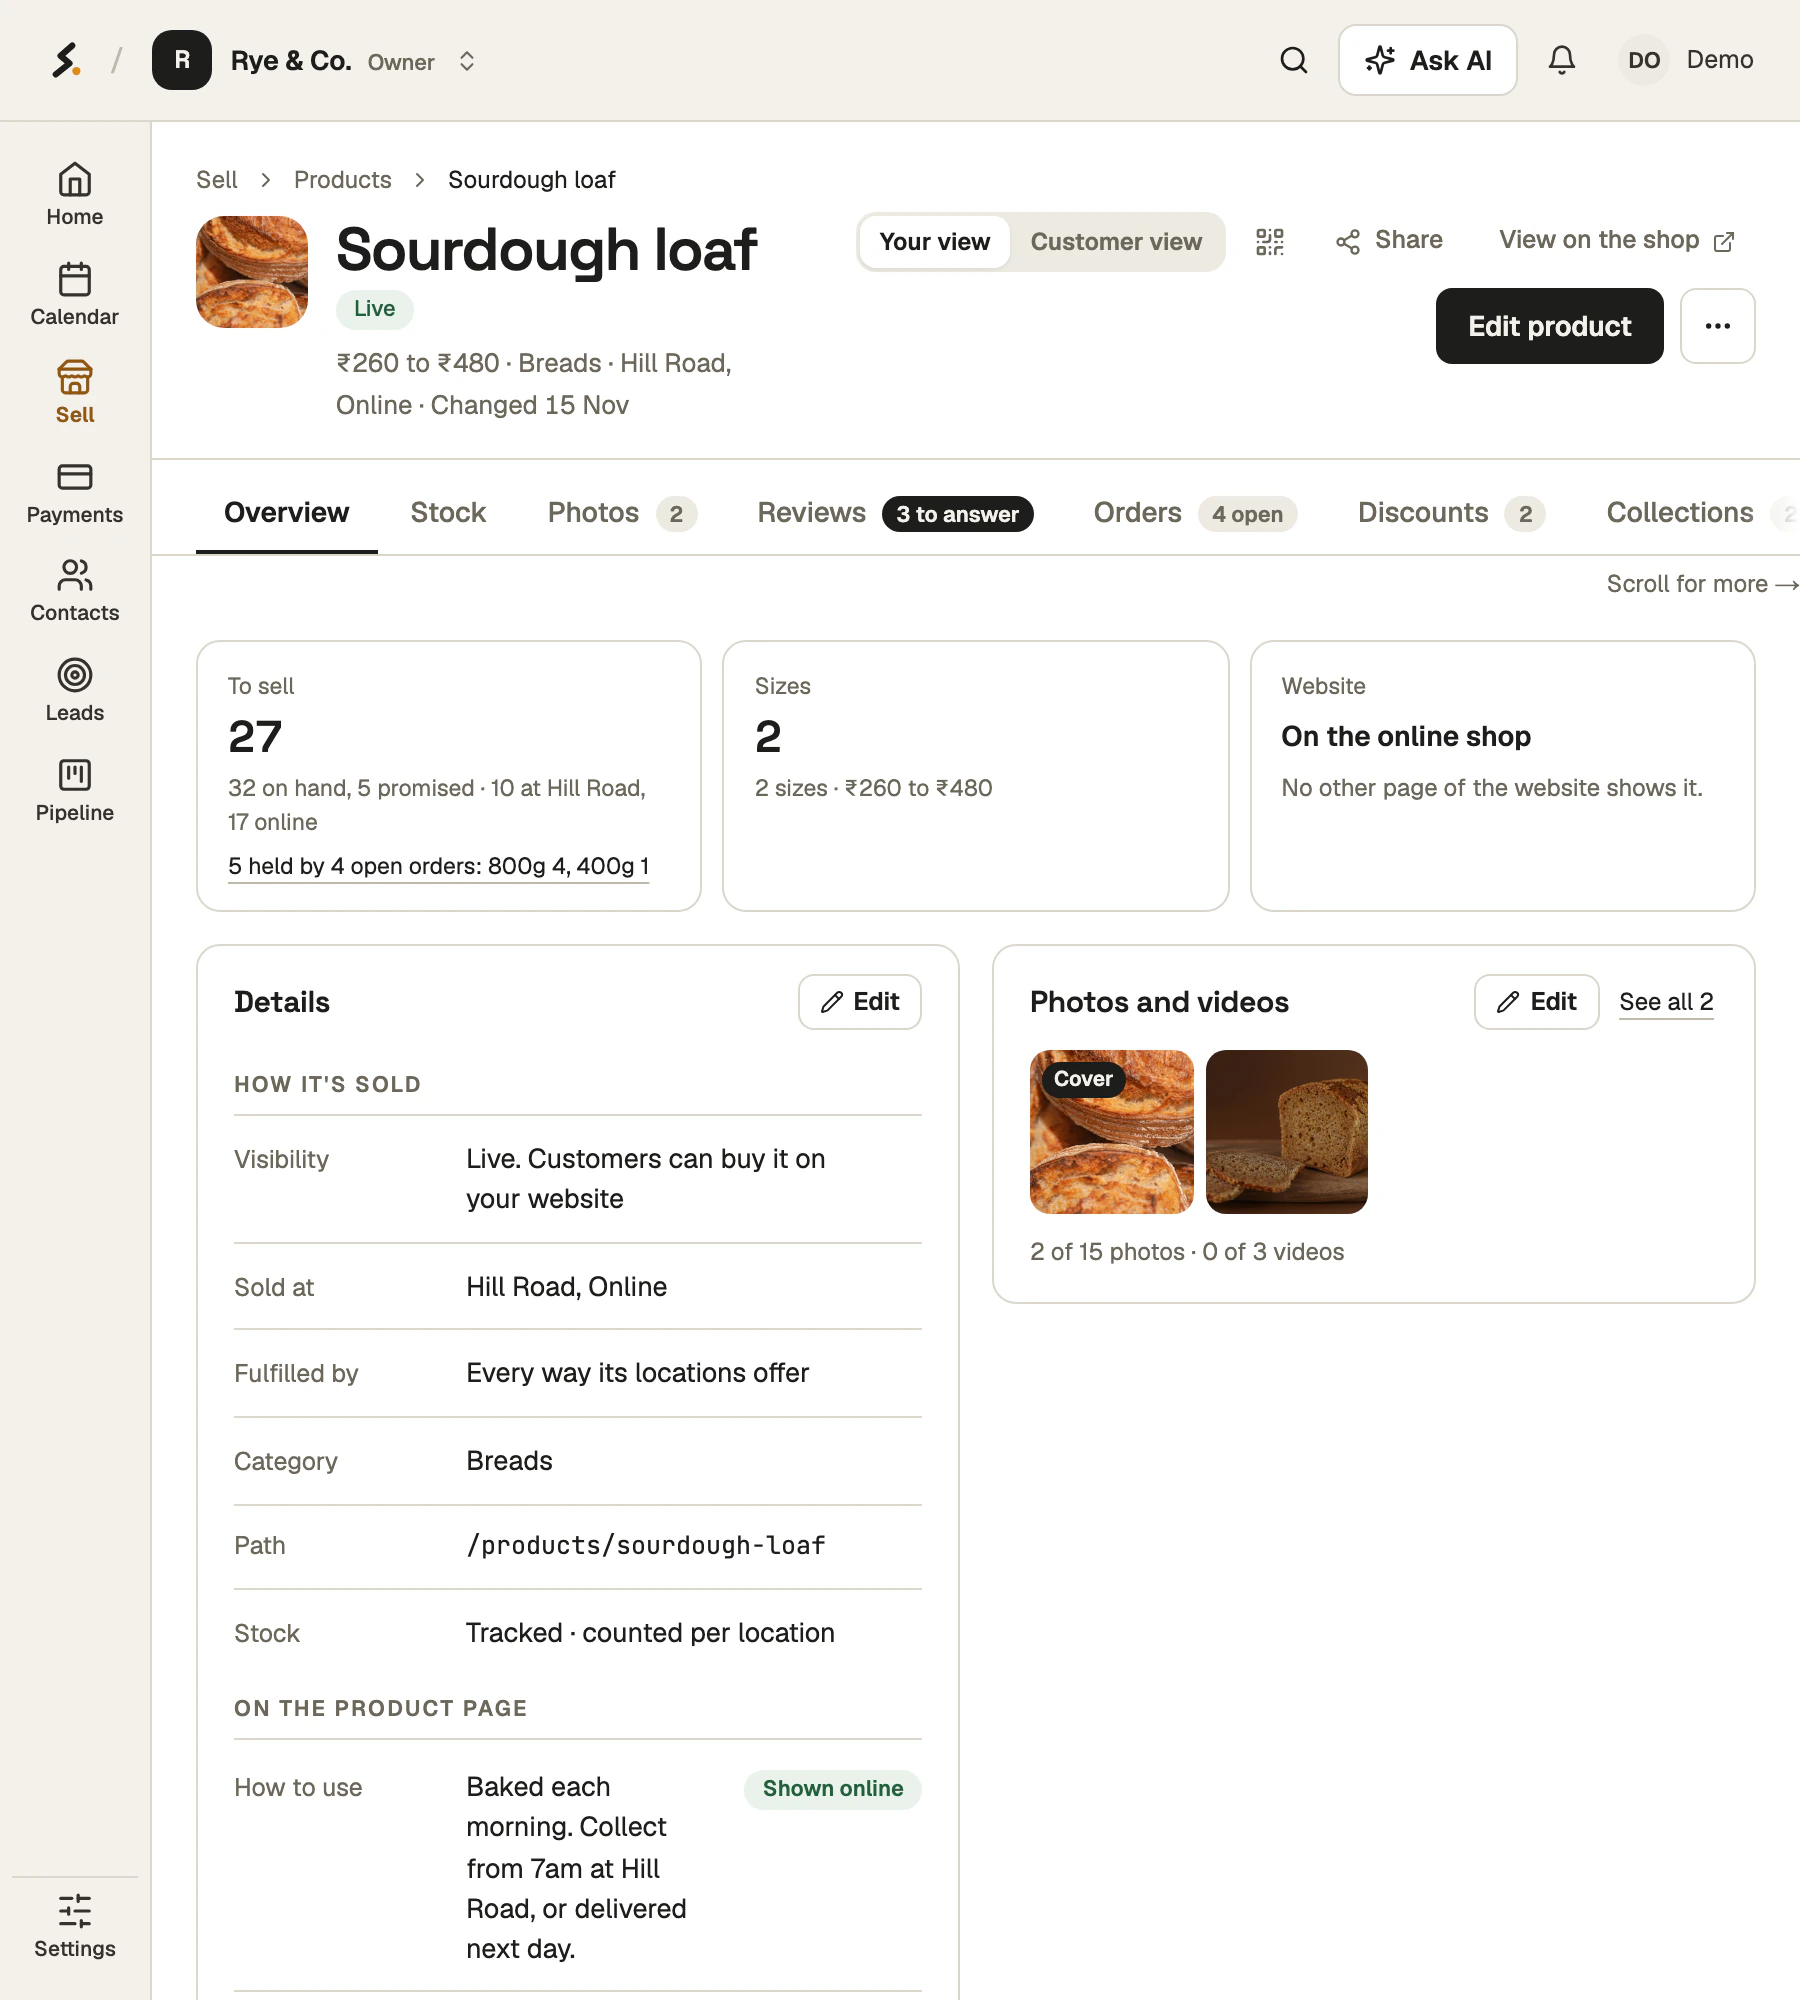 /
R
Rye & Co. Owner
Ask AI
DO
Demo
Home
Calendar
Sell
Payments
Contacts
Leads
Pipeline
Settings
Sell > Products > Sourdough loaf
Sourdough loaf
Live
₹260 to ₹480 · Breads · Hill Road,
Online · Changed 15 Nov
Your view
Customer view
Share
View on the shop
Edit product
Overview
Stock
Photos 2
Reviews 3 to answer
Orders 4 open
Discounts 2
Collections 2
Scroll for more →
To sell
27
32 on hand, 5 promised · 10 at Hill Road,
17 online
5 held by 4 open orders: 800g 4, 400g 1
Sizes
2
2 sizes · ₹260 to ₹480
Website
On the online shop
No other page of the website shows it.
Details
Edit
HOW IT'S SOLD
Visibility
Live. Customers can buy it on
your website
Sold at
Hill Road, Online
Fulfilled by
Every way its locations offer
Category
Breads
Path
/products/sourdough-loaf
Stock
Tracked · counted per location
ON THE PRODUCT PAGE
How to use
Baked each
morning. Collect
from 7am at Hill
Road, or delivered
next day.
Shown online
Photos and videos
Edit
See all 2
Cover
2 of 15 photos · 0 of 3 videos